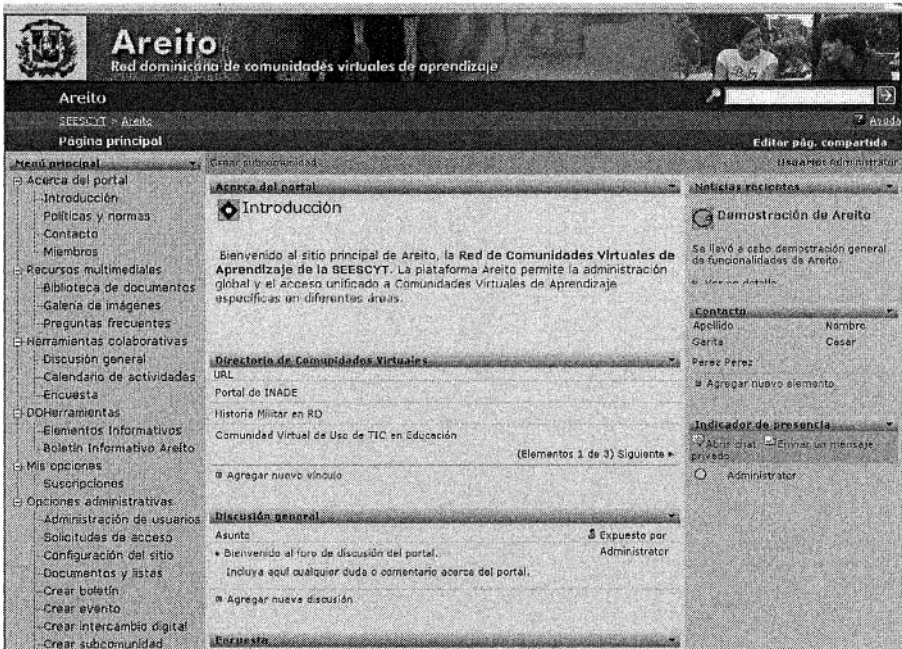 Areito
Red dominicana de comunidades virtuales de aprendizaje
Areito
SEESCYT > Areito
Ayuda
Página principal
Editar pág. compartida
Menú principal
Acerca del portal
Introducción
Políticas y normas
Contacto
Miembros
Recursos multimediales
Biblioteca de documentos
Galería de imágenes
Preguntas frecuentes
Herramientas colaborativas
Discusión general
Calendario de actividades
Encuesta
DOHerramientas
Elementos Informativos
Boletín Informativo Areito
Mis opciones
Suscripciones
Opciones administrativas
Administración de usuarios
Solicitudes de acceso
Configuración del sitio
Documentos y listas
Crear boletín
Crear evento
Crear intercambio digital
Crear subcomunidad
Crear subcomunidad
Usuario: Administrator
Acerca del portal
Introducción
Bienvenido al sitio principal de Areito, la Red de Comunidades Virtuales de
Aprendizaje de la SEESCYT. La plataforma Areito permite la administración
global y el acceso unificado a Comunidades Virtuales de Aprendizaje
específicas en diferentes áreas.
Directorio de Comunidades Virtuales
URL
Portal de INADE
Historia Militar en RD
Comunidad Virtual de Uso de TIC en Educación
(Elementos 1 de 3) Siguiente
Agregar nuevo vínculo
Discusión general
Asunto
Expuesto por
Bienvenido al foro de discusión del portal.
Administrator
Incluya aquí cualquier duda o comentario acerca del portal.
Agregar nueva discusión
Encuesta
Noticias recientes
Demostración de Areito
Se llevó a cabo demostración general
de funcionalidades de Areito.
Ver en detalle
Contacto
Apellido Nombre
Garita Cesar
Perez Perez
Agregar nuevo elemento
Indicador de presencia
Abrir chat Enviar un mensaje
privado
Administrator